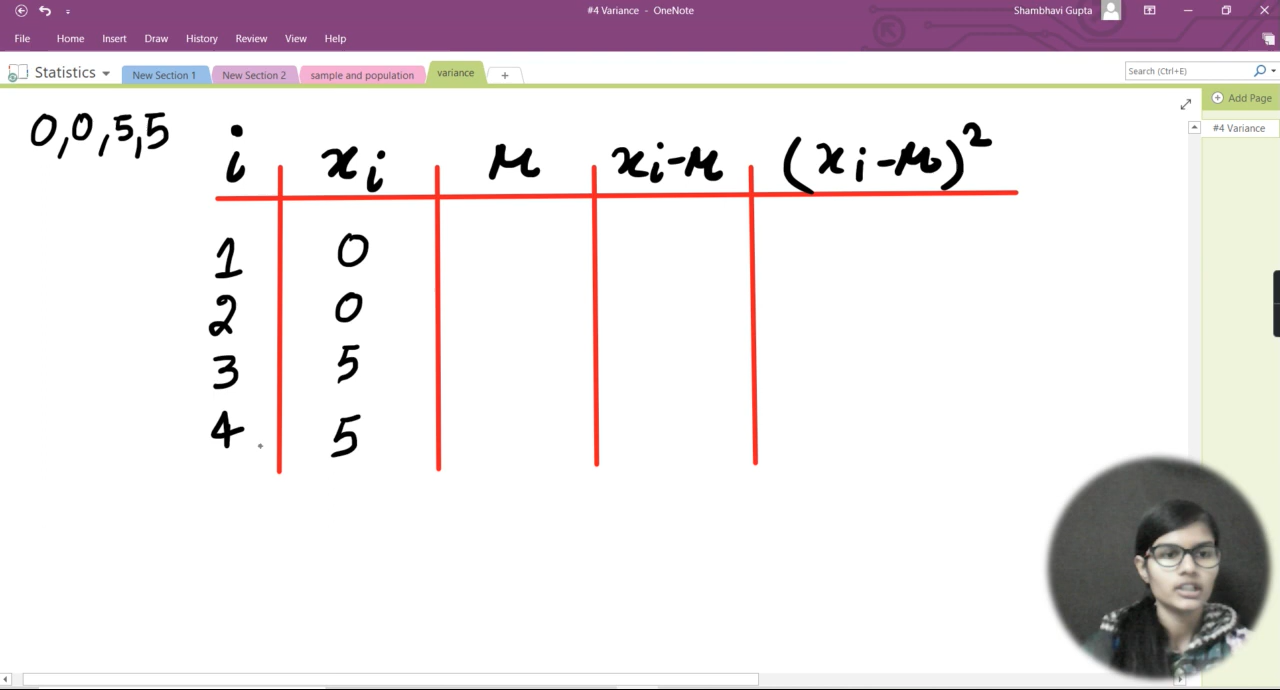 #4 Variance - OneNote
Shambhavi Gupta
File Home Insert Draw History Review View Help
Statistics New Section 1 New Section 2 sample and population variance +
Search (Ctrl+E)
Add Page
#4 Variance
0,0,5,5
i xi μ xi-μ (xi-μ)²
1 0
2 0
3 5
4 5